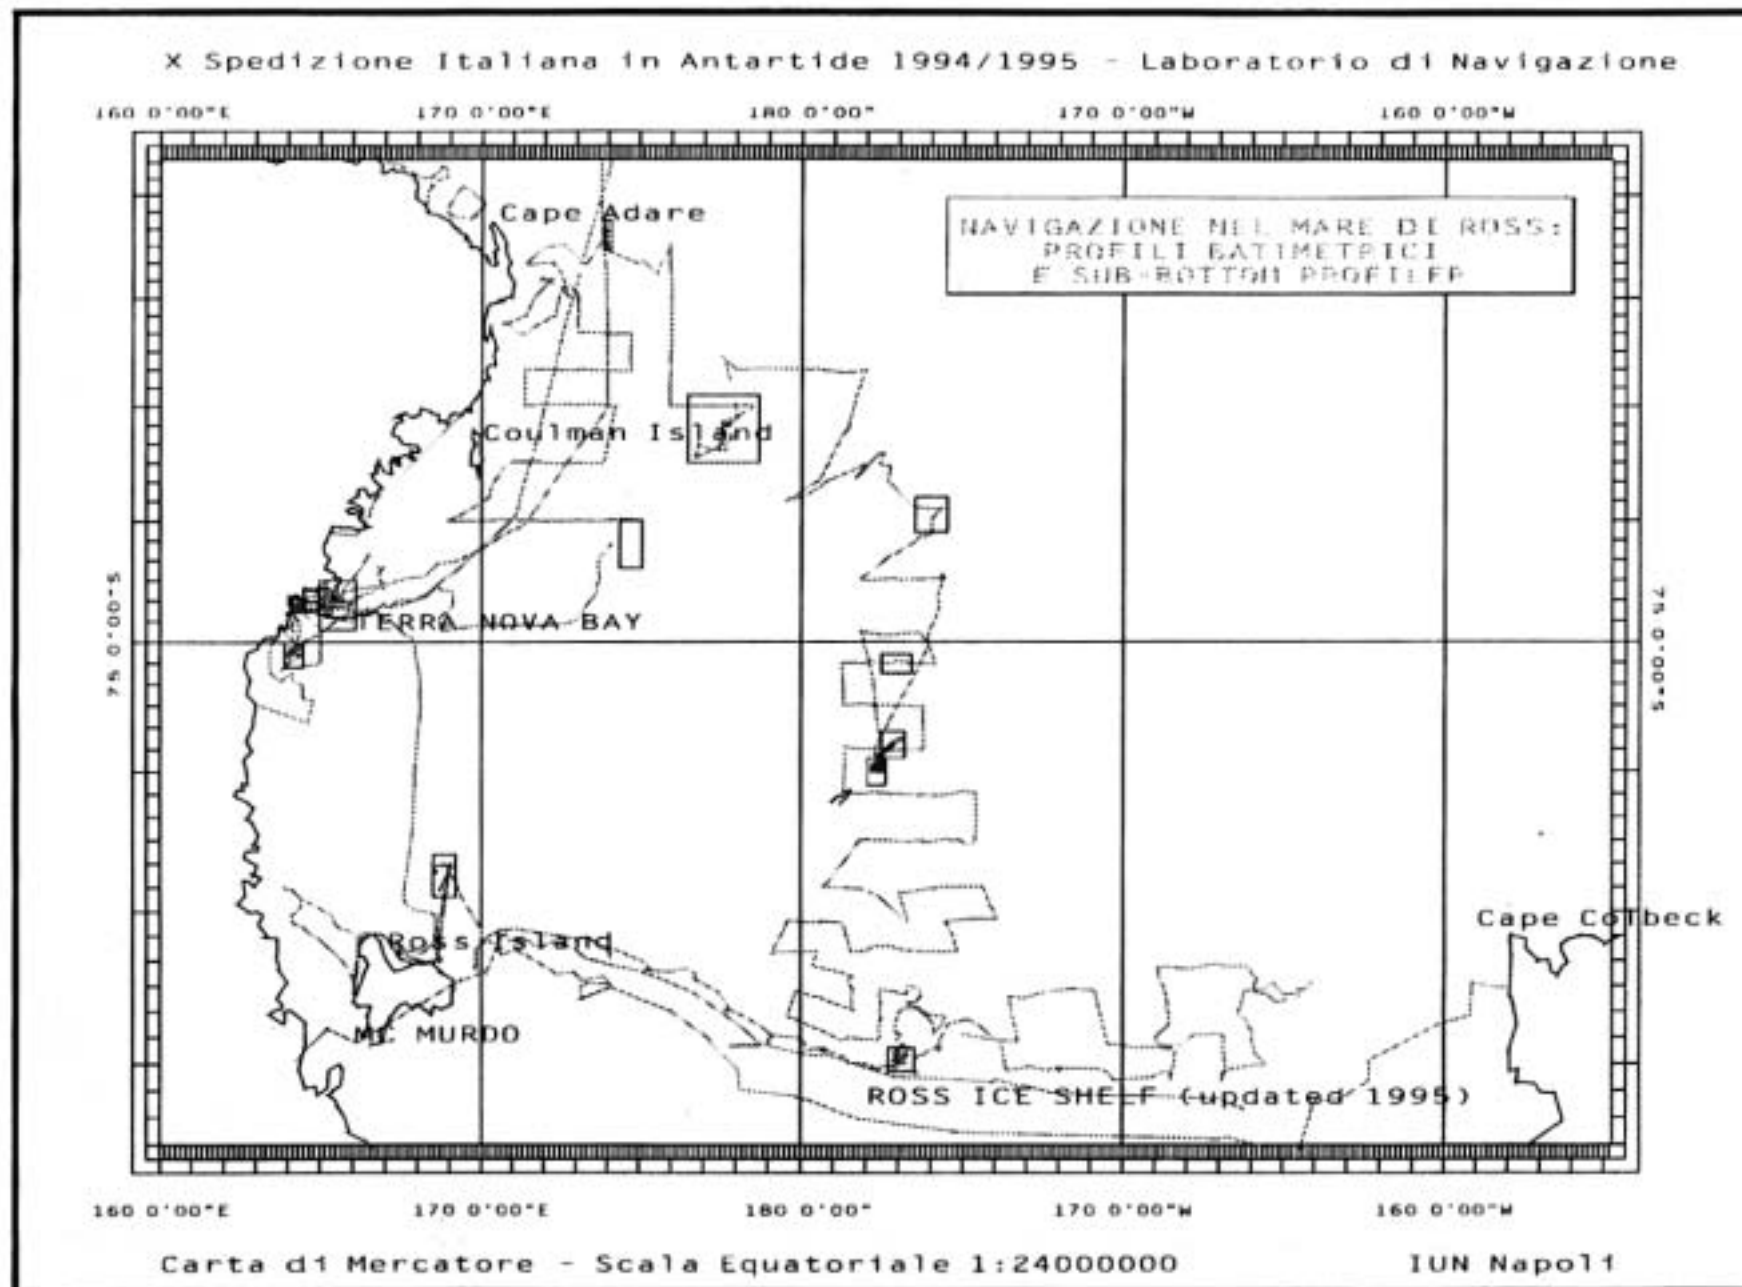 X Spedizione Italiana in Antartide 1994/1995 - Laboratorio di Navigazione
160 0'00"E 170 0'00"E 180 0'00" 170 0'00"W 160 0'00"W
Cape Adare
NAVIGAZIONE NEL MARE DI ROSS:
PROFILI BATIMETRICI
E SUB-BOTTOM PROFILER
Coulman Island
75 0'00"S
75 0'00"S
TERRA NOVA BAY
Cape Colbeck
Ross Island
MC MURDO
ROSS ICE SHELF (updated 1995)
160 0'00"E 170 0'00"E 180 0'00" 170 0'00"W 160 0'00"W
Carta di Mercatore - Scala Equatoriale 1:24000000 IUN Napoli